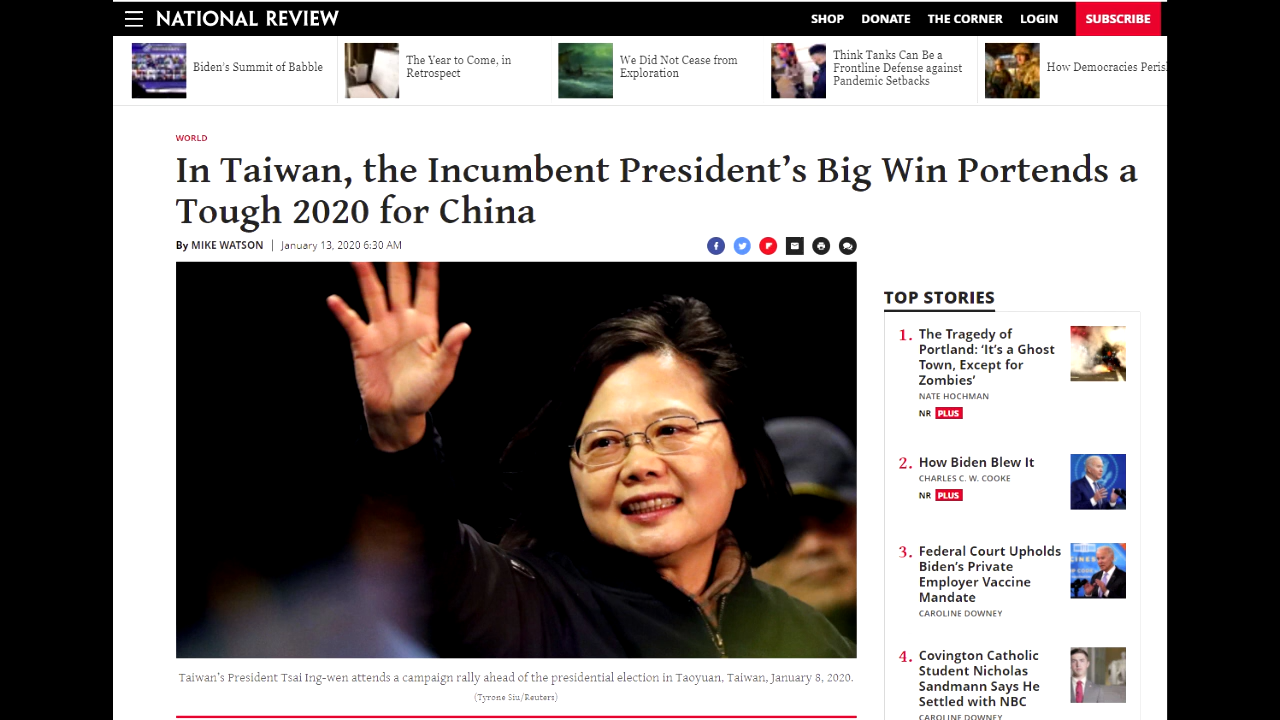 NATIONAL REVIEW
SHOP DONATE THE CORNER LOGIN SUBSCRIBE
Biden's Summit of Babble
The Year to Come, in
Retrospect
We Did Not Cease from
Exploration
Think Tanks Can Be a
Frontline Defense against
Pandemic Setbacks
How Democracies
WORLD
In Taiwan, the Incumbent President’s Big Win Portends a
Tough 2020 for China
By MIKE WATSON | January 13, 2020 6:30 AM
Taiwan’s President Tsai Ing-wen attends a campaign rally ahead of the presidential election in Taoyuan, Taiwan, January 8, 2020.
(Tyrone Siu/Reuters)
TOP STORIES
1. The Tragedy of
Portland: ‘It’s a Ghost
Town, Except for
Zombies’
NATE HOCHMAN
NR PLUS
2. How Biden Blew It
CHARLES C. W. COOKE
NR PLUS
3. Federal Court Upholds
Biden’s Private
Employer Vaccine
Mandate
CAROLINE DOWNEY
4. Covington Catholic
Student Nicholas
Sandmann Says He
Settled with NBC
CAROLINE DOWNEY